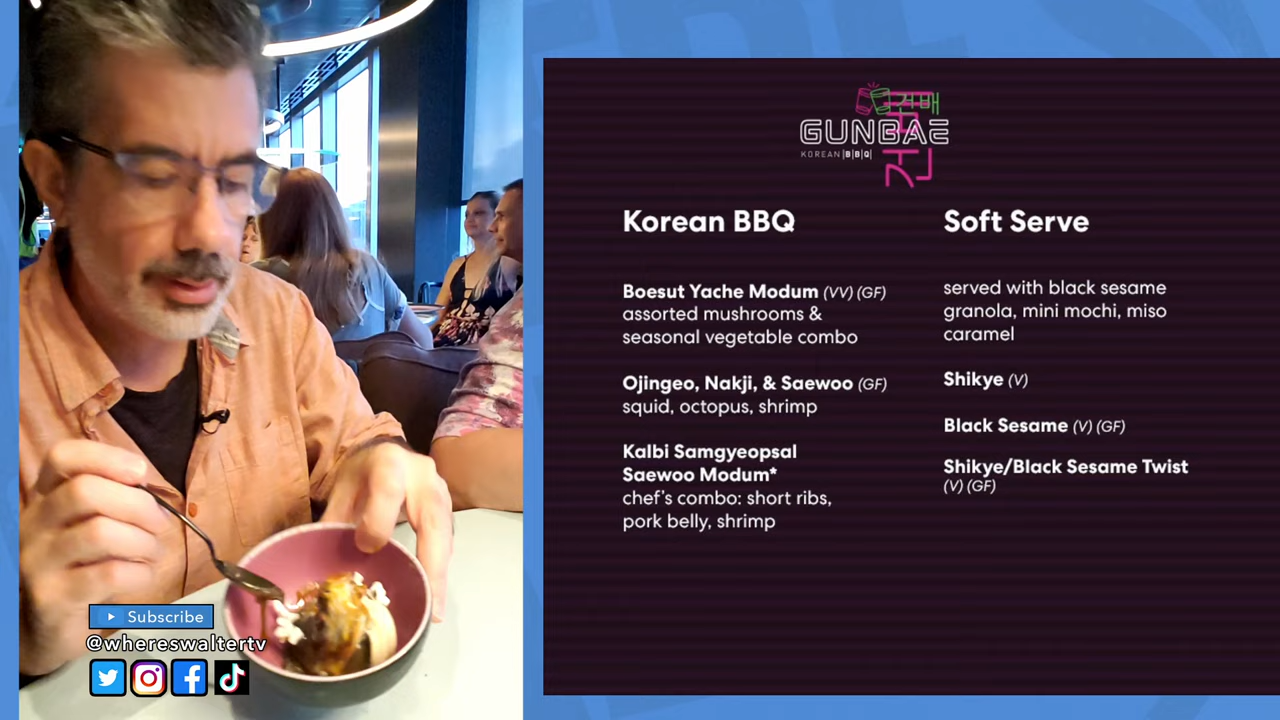 건배
GUNBAE
KOREAN BBQ
Korean BBQ
Boesut Yache Modum (VV) (GF)
assorted mushrooms &
seasonal vegetable combo
Ojingeo, Nakji, & Saewoo (GF)
squid, octopus, shrimp
Kalbi Samgyeopsal
Saewoo Modum*
chef's combo: short ribs,
pork belly, shrimp
Soft Serve
served with black sesame
granola, mini mochi, miso
caramel
Shikye (V)
Black Sesame (V) (GF)
Shikye/Black Sesame Twist
(V) (GF)
Subscribe
@whereswaltertv